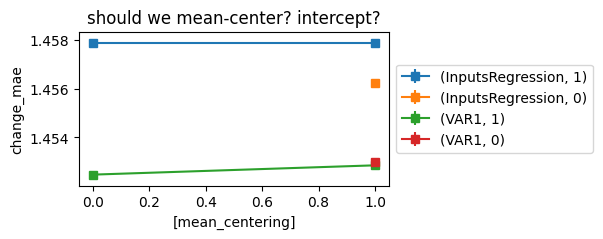 should we mean-center? intercept?
change_mae
1.458
1.456
1.454
0.0 0.2 0.4 0.6 0.8 1.0
[mean_centering]
(InputsRegression, 1)
(InputsRegression, 0)
(VAR1, 1)
(VAR1, 0)